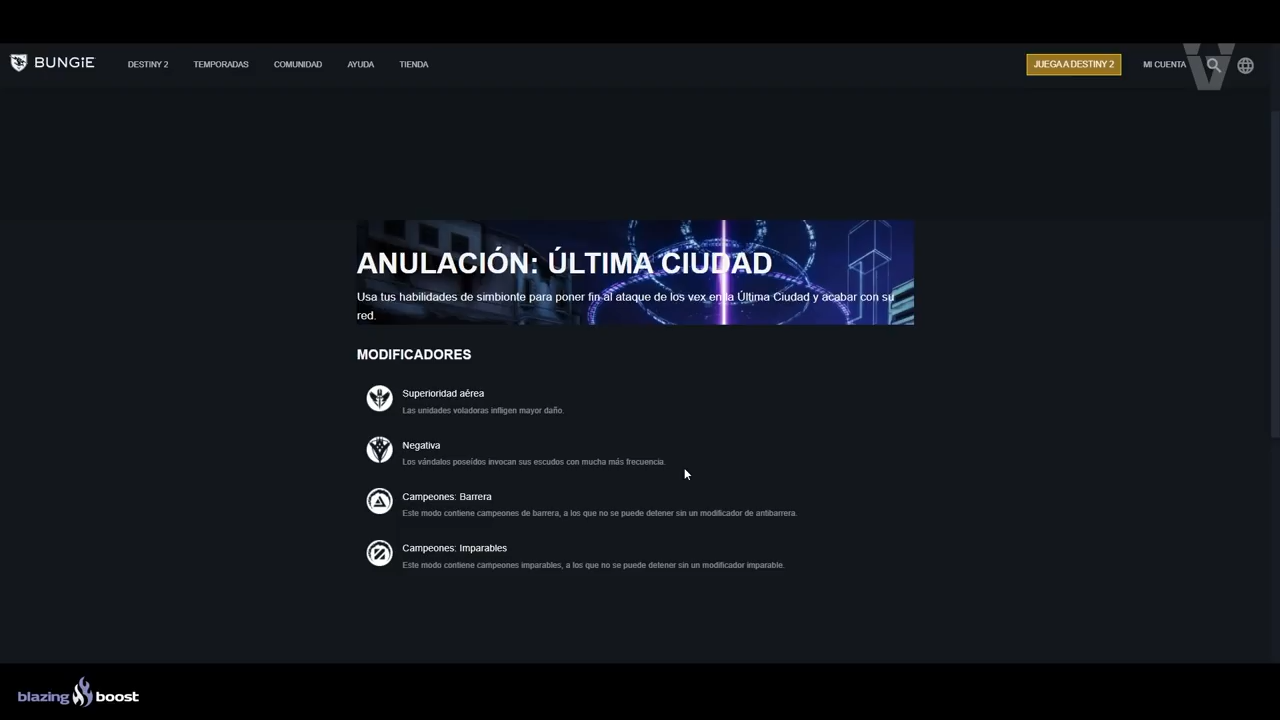 BUNGiE
DESTINY 2 TEMPORADAS COMUNIDAD AYUDA TIENDA
JUEGA A DESTINY 2 MI CUENTA
ANULACIÓN: ÚLTIMA CIUDAD
Usa tus habilidades de simbionte para poner fin al ataque de los vex en la Última Ciudad y acabar con su
red.
MODIFICADORES
Superioridad aérea
Las unidades voladoras infligen mayor daño.
Negativa
Los vándalos poseídos invocan sus escudos con mucha más frecuencia.
Campeones: Barrera
Este modo contiene campeones de barrera, a los que no se puede detener sin un modificador de antibarrera.
Campeones: Imparables
Este modo contiene campeones imparables, a los que no se puede detener sin un modificador imparable.
blazing boost